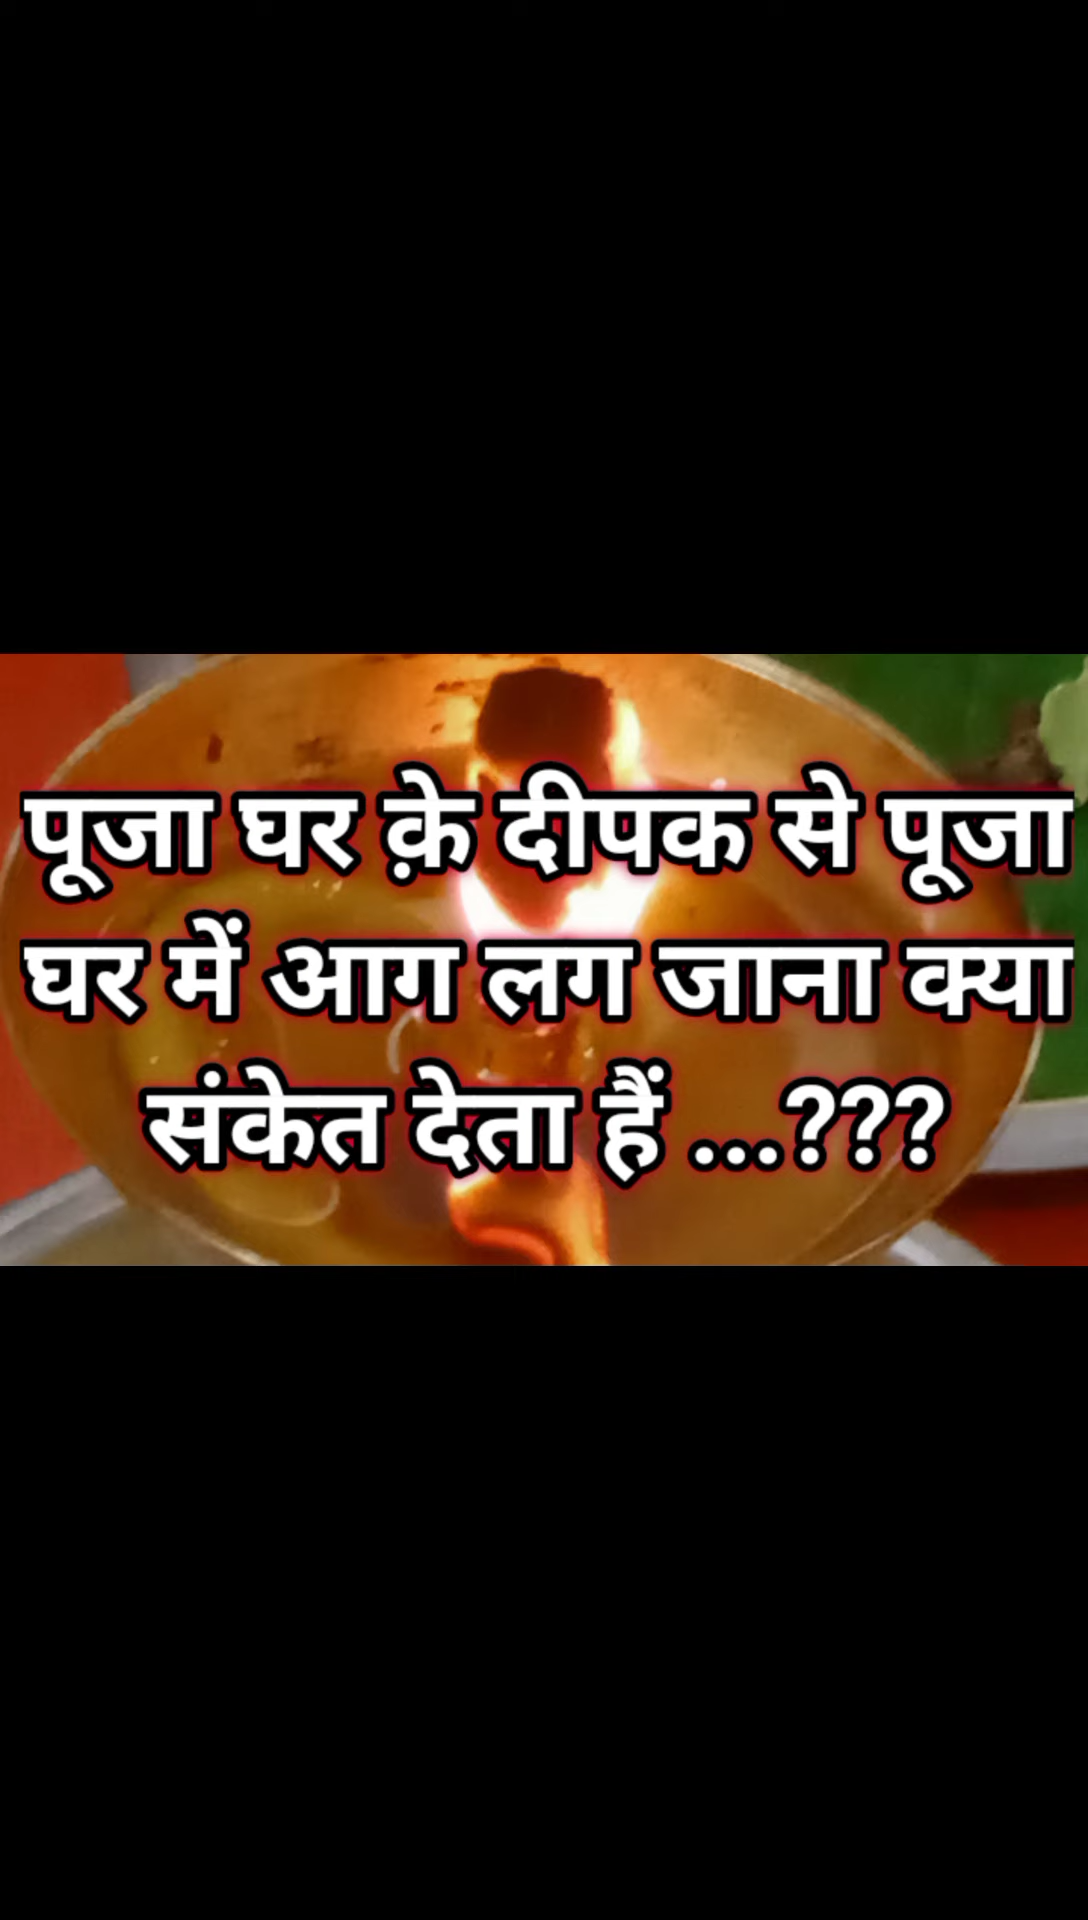 पूजा घर क़े दीपक से पूजा
घर में आग लग जाना क्या
संकेत देता हैं ...???